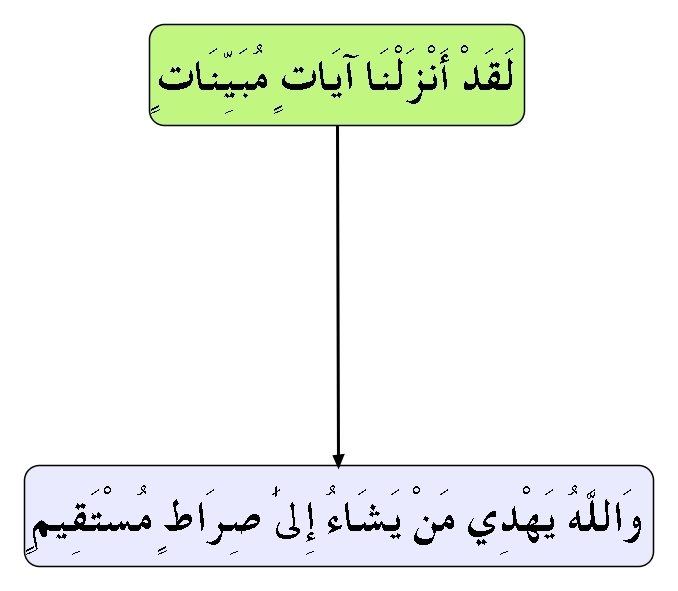 لَقَدْ أَنْزَلْنَا آيَاتٍ مُبَيِّنَاتٍ
وَاللَّهُ يَهْدِي مَنْ يَشَاءُ إِلَىٰ صِرَاطٍ مُسْتَقِيمٍ